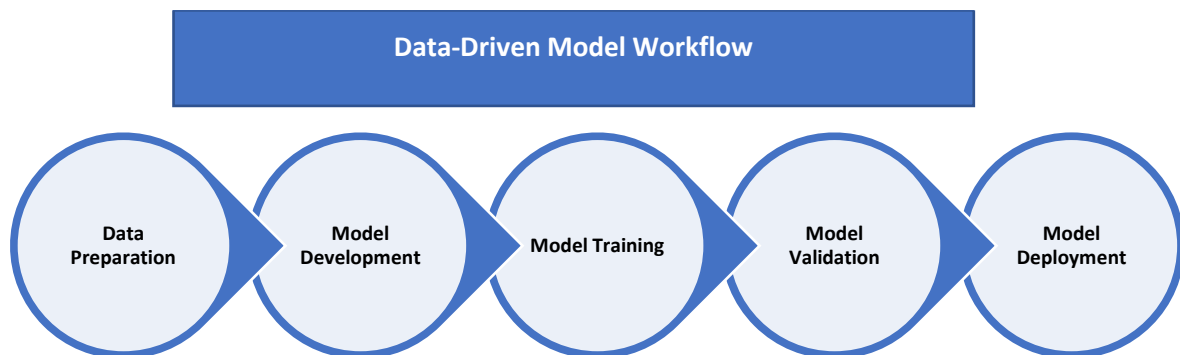 Data-Driven Model Workflow
Data
Preparation
Model
Development
Model Training
Model
Validation
Model
Deployment